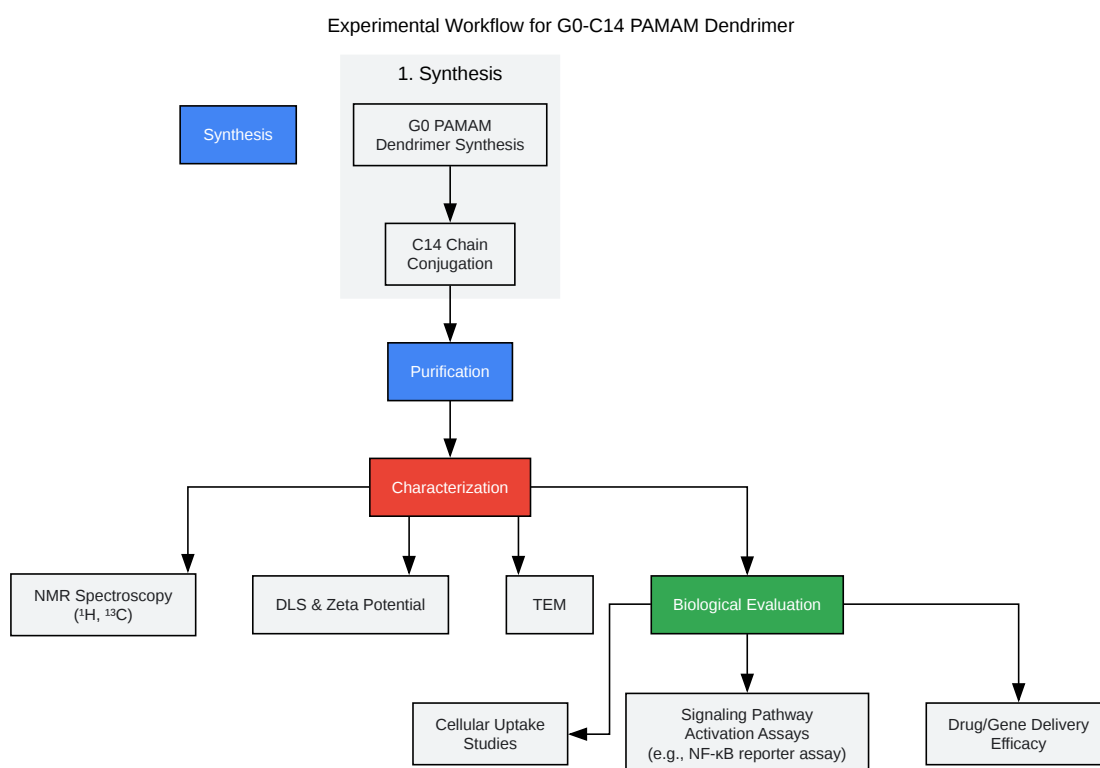 Experimental Workflow for G0-C14 PAMAM Dendrimer
1. Synthesis
Synthesis
G0 PAMAM
Dendrimer Synthesis
C14 Chain
Conjugation
Purification
Characterization
NMR Spectroscopy
(¹H, ¹³C)
DLS & Zeta Potential
TEM
Biological Evaluation
Cellular Uptake
Studies
Signaling Pathway
Activation Assays
(e.g., NF-κB reporter assay)
Drug/Gene Delivery
Efficacy